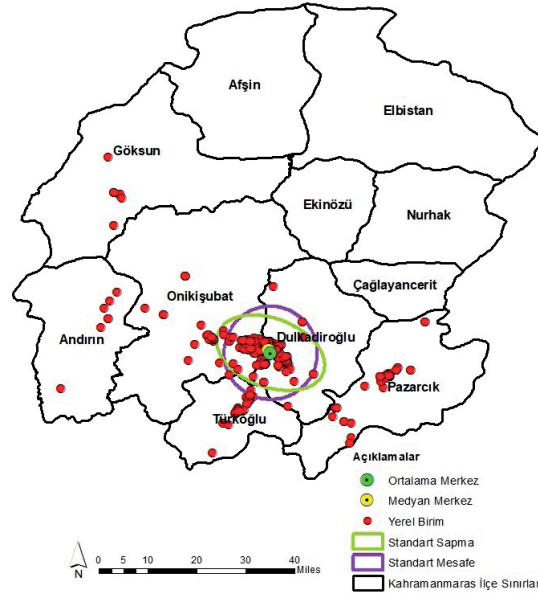 Afşin
Elbistan
Göksun
Ekinözü
Nurhak
Çağlayancerit
Onikişubat
Andırın
Dulkadiroğlu
Pazarcık
Türkoğlu
Açıklamalar
Ortalama Merkez
Medyan Merkez
Yerel Birim
Standart Sapma
Standart Mesafe
Kahramanmaras İlçe Sınırları
N
0 5 10 20 30 40
Miles